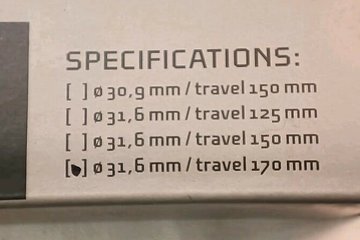 SPECIFICATIONS:
[ ] ø 30,9 mm / travel 150 mm
[ ] ø 31,6 mm / travel 125 mm
[ ] ø 31,6 mm / travel 150 mm
[●] ø 31,6 mm / travel 170 mm